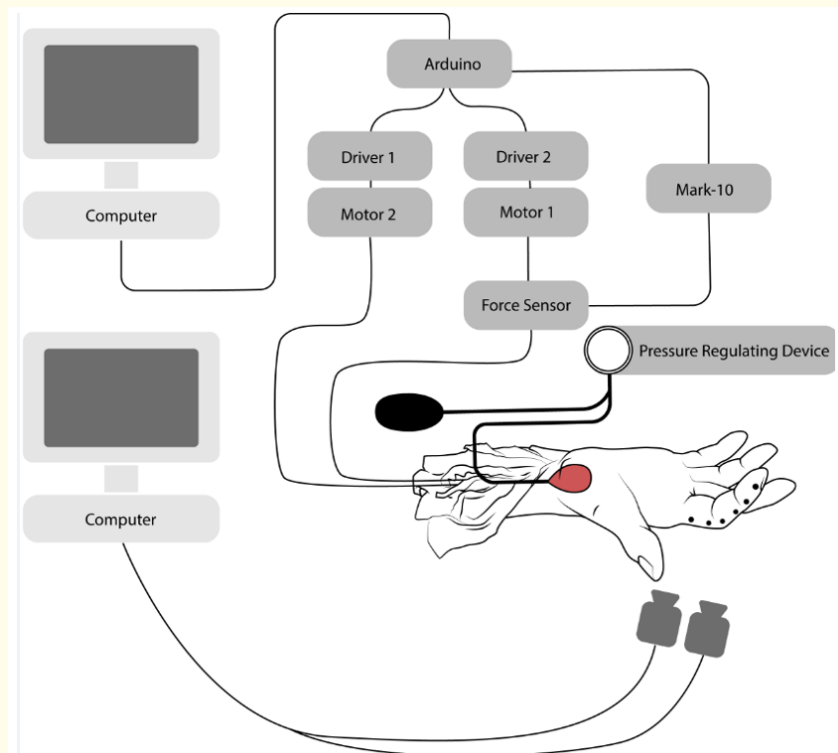 Arduino
Driver 1
Driver 2
Mark-10
Computer
Motor 2
Motor 1
Force Sensor
Pressure Regulating Device
Computer